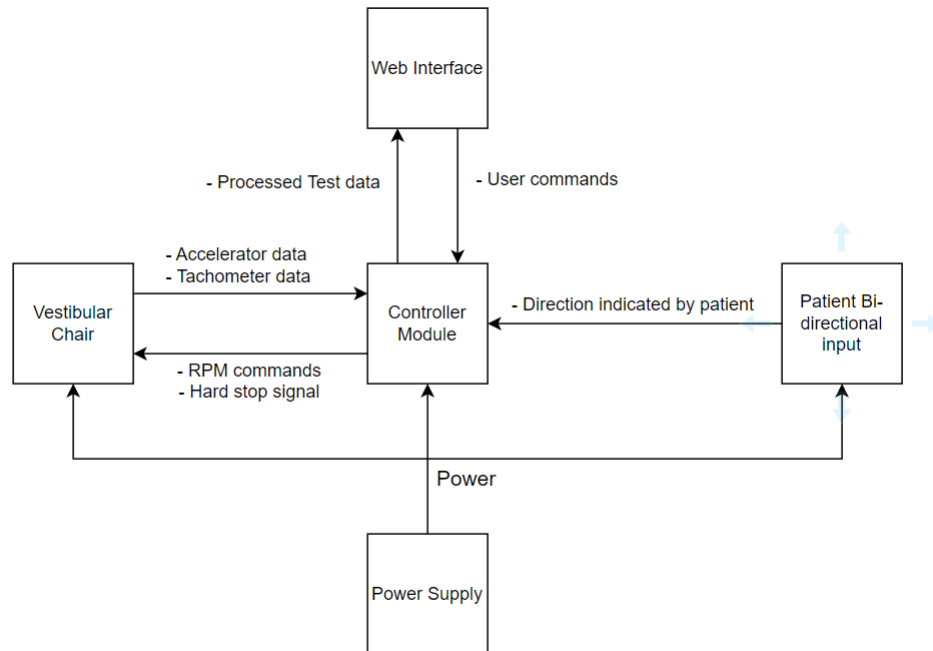 Web Interface
- Processed Test data
- User commands
- Accelerator data
- Tachometer data
Vestibular
Chair
Controller
Module
- Direction indicated by patient
Patient Bi-
directional
input
- RPM commands
- Hard stop signal
Power
Power Supply